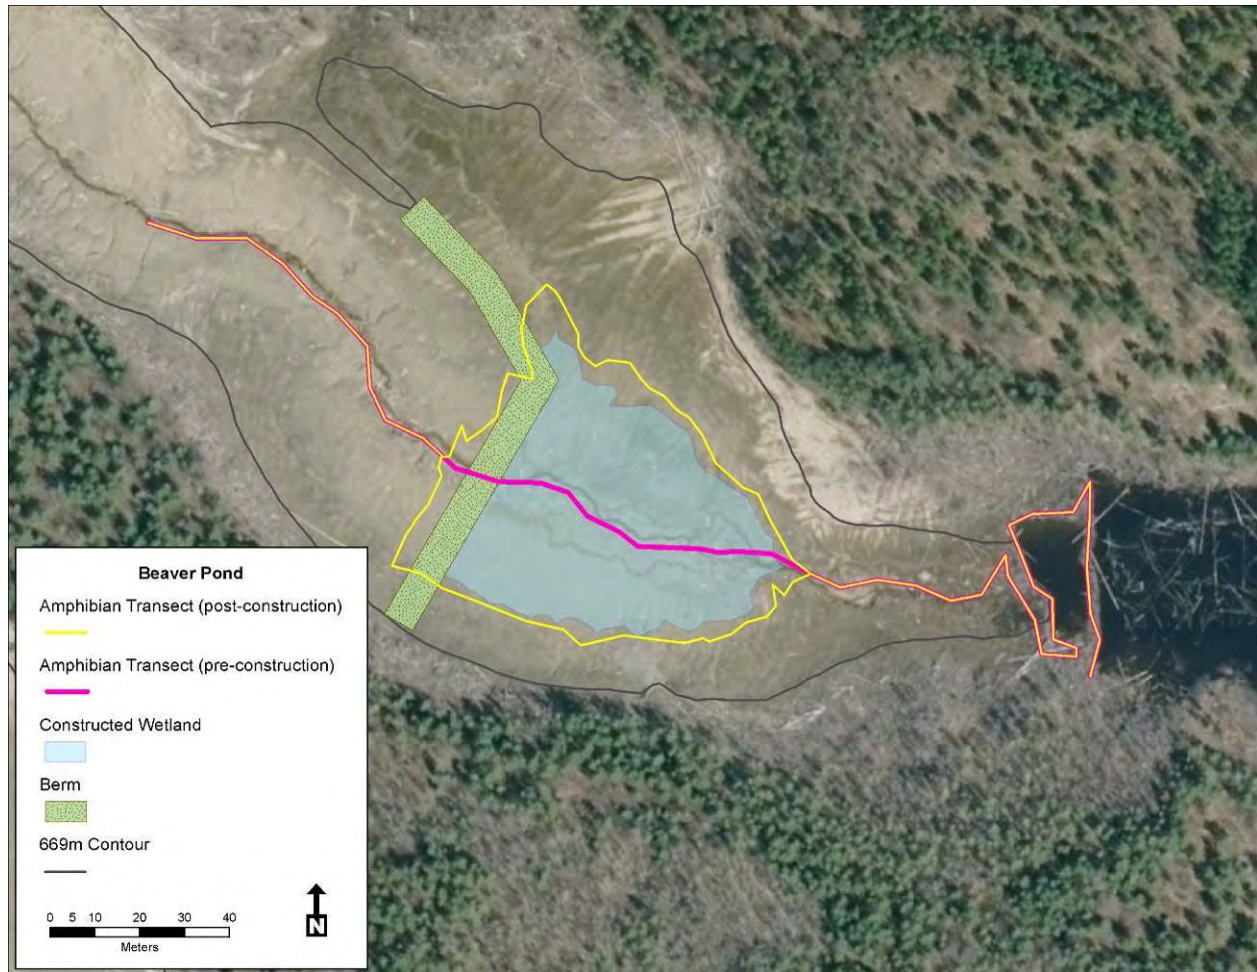 Beaver Pond
Amphibian Transect (post-construction)
Amphibian Transect (pre-construction)
Constructed Wetland
Berm
669m Contour
0 5 10 20 30 40
Meters
N